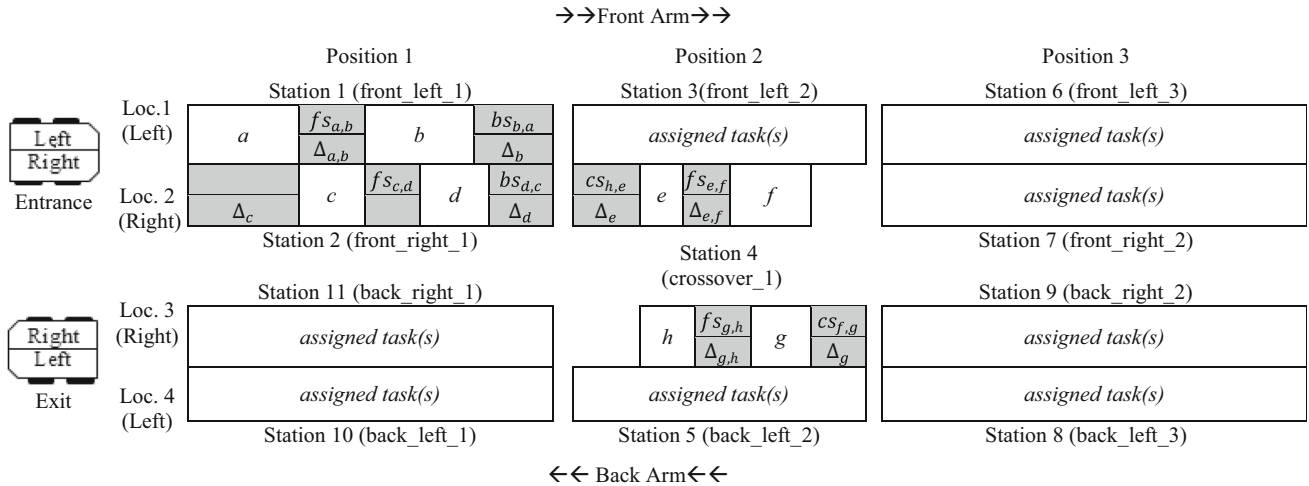 →→Front Arm→→
Position 1 Position 2 Position 3
Station 1 (front_left_1) Station 3(front_left_2) Station 6 (front_left_3)
Loc.1
(Left)
a fs_{a,b} b bs_{b,a} assigned task(s) assigned task(s)
Δ_{a,b} Δ_b
Left
Right
Entrance
Loc. 2
(Right)
c fs_{c,d} d bs_{d,c} cs_{h,e} e fs_{e,f} f assigned task(s)
Δ_c Δ_d Δ_e Δ_{e,f}
Station 2 (front_right_1) Station 7 (front_right_2)
Station 4
(crossover_1)
Station 11 (back_right_1) Station 9 (back_right_2)
Loc. 3
(Right)
assigned task(s) h fs_{g,h} g cs_{f,g} assigned task(s)
Δ_{g,h} Δ_g
Right
Left
Exit
Loc. 4
(Left)
assigned task(s) assigned task(s) assigned task(s)
Station 10 (back_left_1) Station 5 (back_left_2) Station 8 (back_left_3)
←← Back Arm←←